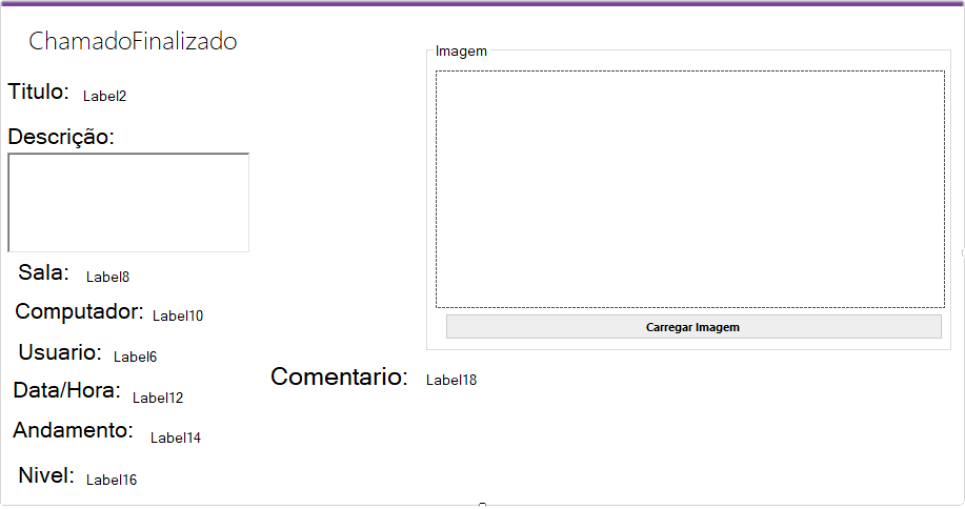 ChamadoFinalizado
Imagem
Titulo: Label2
Descrição:
Sala: Label8
Computador: Label10
Carregar Imagem
Usuario: Label6
Comentario: Label18
Data/Hora: Label12
Andamento: Label14
Nivel: Label16